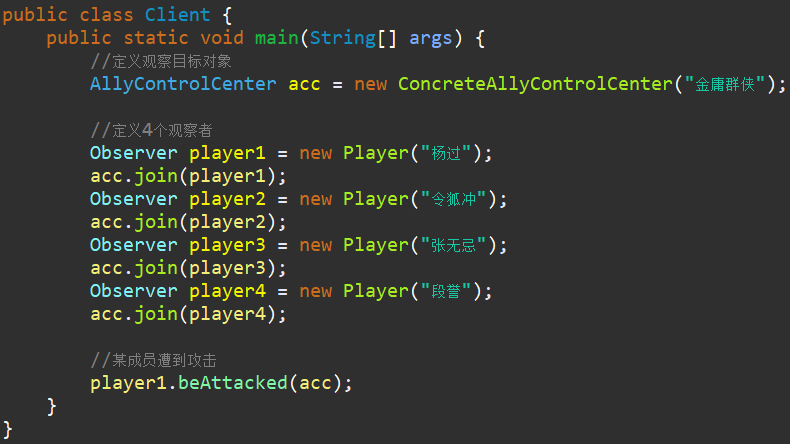 public class Client {
    public static void main(String[] args) {
        //定义观察目标对象
        AllyControlCenter acc = new ConcreteAllyControlCenter("金庸群侠");
        //定义4个观察者
        Observer player1 = new Player("杨过");
        acc.join(player1);
        Observer player2 = new Player("令狐冲");
        acc.join(player2);
        Observer player3 = new Player("张无忌");
        acc.join(player3);
        Observer player4 = new Player("段誉");
        acc.join(player4);
        //某成员遭到攻击
        player1.beAttacked(acc);
    }
}